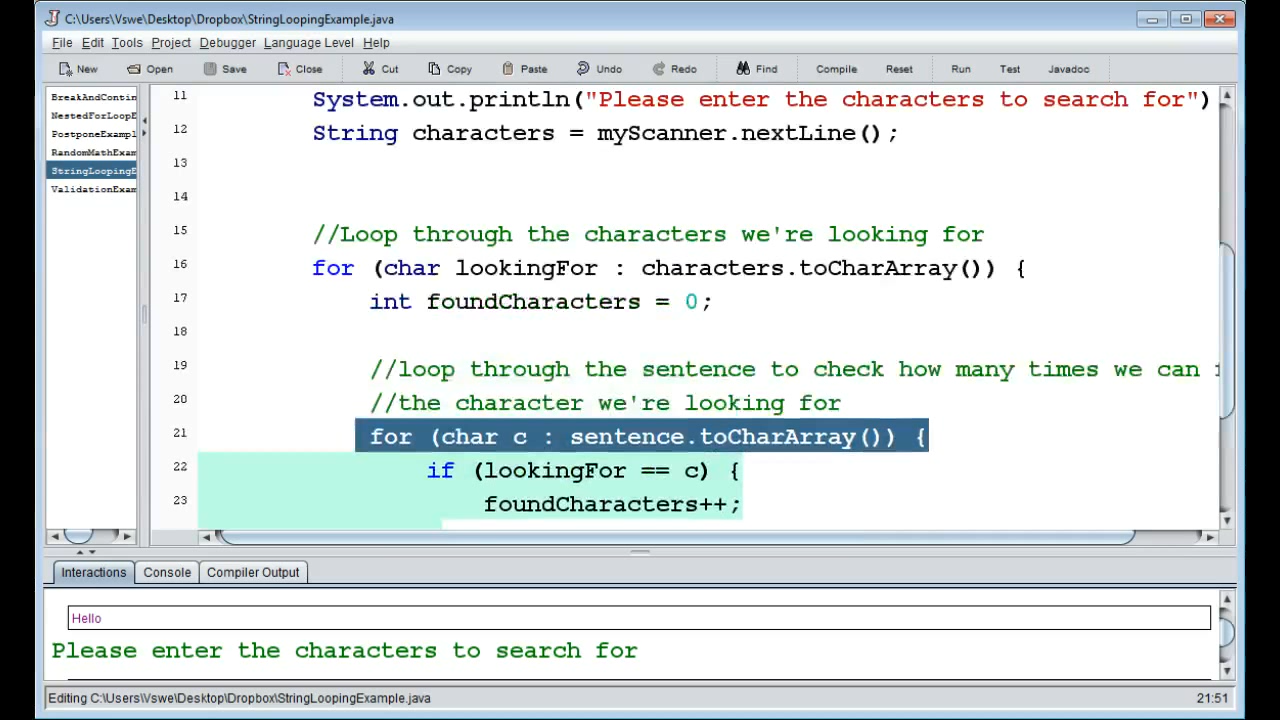 C:\Users\Vswe\Desktop\Dropbox\StringLoopingExample.java
File Edit Tools Project Debugger Language Level Help
New Open Save Close Cut Copy Paste Undo Redo Find Compile Reset Run Test Javadoc
BreakAndContin
NestedForLoopE
PostponeExampl
RandomMathExam
StringLoopingE
ValidationExam
11 System.out.println("Please enter the characters to search for")
12 String characters = myScanner.nextLine();
13
14
15 //Loop through the characters we're looking for
16 for (char lookingFor : characters.toCharArray()) {
17 int foundCharacters = 0;
18
19 //loop through the sentence to check how many times we can
20 //the character we're looking for
21 for (char c : sentence.toCharArray()) {
22 if (lookingFor == c) {
23 foundCharacters++;
Interactions Console Compiler Output
Hello
Please enter the characters to search for
Editing C:\Users\Vswe\Desktop\Dropbox\StringLoopingExample.java 21:51